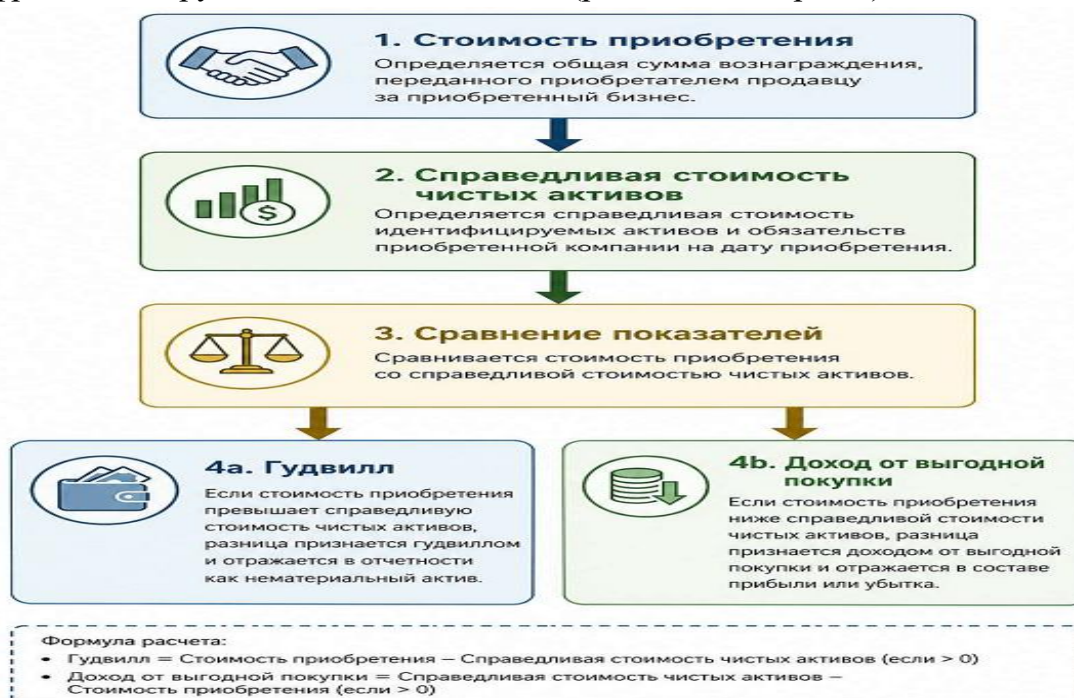 1. Стоимость приобретения
Определяется общая сумма вознаграждения,
переданного приобретателем продавцу
за приобретенный бизнес.
$
2. Справедливая стоимость
чистых активов
Определяется справедливая стоимость
идентифицируемых активов и обязательств
приобретенной компании на дату приобретения.
3. Сравнение показателей
Сравнивается стоимость приобретения
со справедливой стоимостью чистых активов.
4а. Гудвилл
Если стоимость приобретения
превышает справедливую
стоимость чистых активов,
разница признается гудвиллом
и отражается в отчетности
как нематериальный актив.
4b. Доход от выгодной
покупки
Если стоимость приобретения
ниже справедливой стоимости
чистых активов, разница
признается доходом от выгодной
покупки и отражается в составе
прибыли или убытка.
Формула расчета:
• Гудвилл = Стоимость приобретения – Справедливая стоимость чистых активов (если > 0)
• Доход от выгодной покупки = Справедливая стоимость чистых активов –
Стоимость приобретения (если > 0)